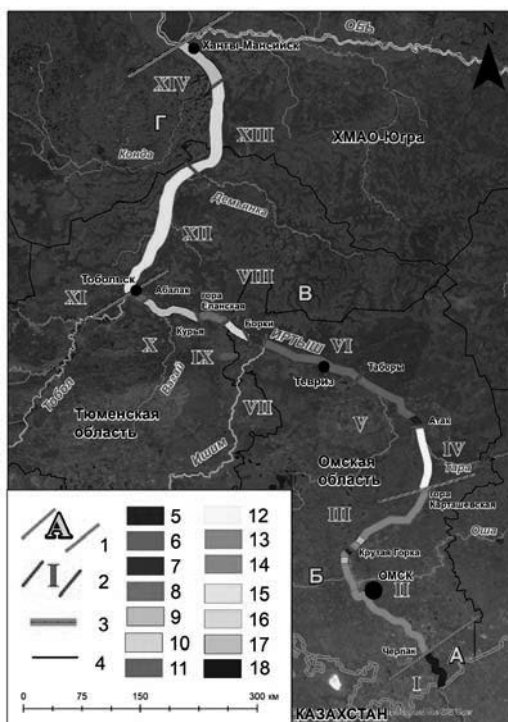 ОБЬ
N
Ханты-Мансийск
XIV
Г
XIII
ХМАО-Югра
Конда
Демьянка
XII
Тобольск
VIII
XI
Абалак
гора
Еланская
В
Борки
Курья
ИРТЫШ
VI
X
IX
Тевриз
Таборы
Вагай
Тобол
Тюменская
область
VII
V
Атак
Ишим
Омская
область
IV
Тара
гора
Карташевская
III
Оша
Крутая Горка
Б
ОМСК
II
Черлак
А
I
КАЗАХСТАН
А 1
I 2
3
4
5
6
7
8
9
10
11
12
13
14
15
16
17
18
0 75 150 300 км